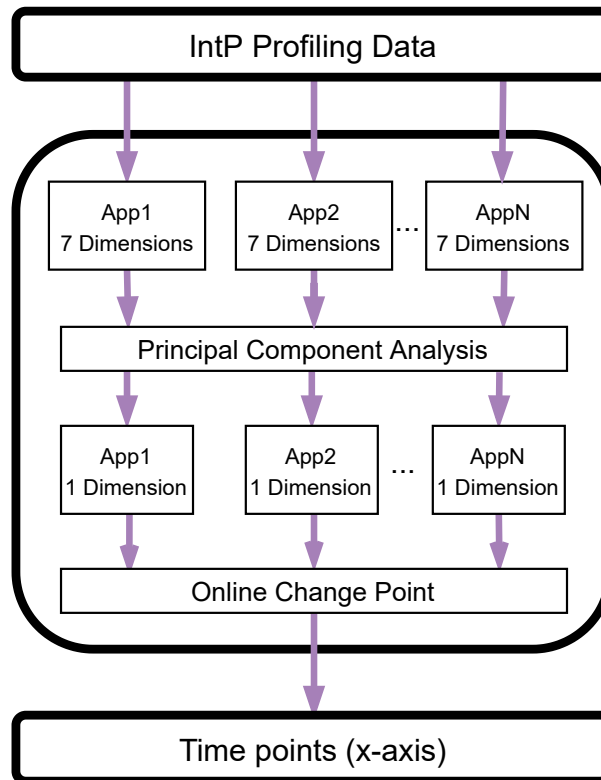 IntP Profiling Data
App1
7 Dimensions
App2
7 Dimensions
...
AppN
7 Dimensions
Principal Component Analysis
App1
1 Dimension
App2
1 Dimension
...
AppN
1 Dimension
Online Change Point
Time points (x-axis)